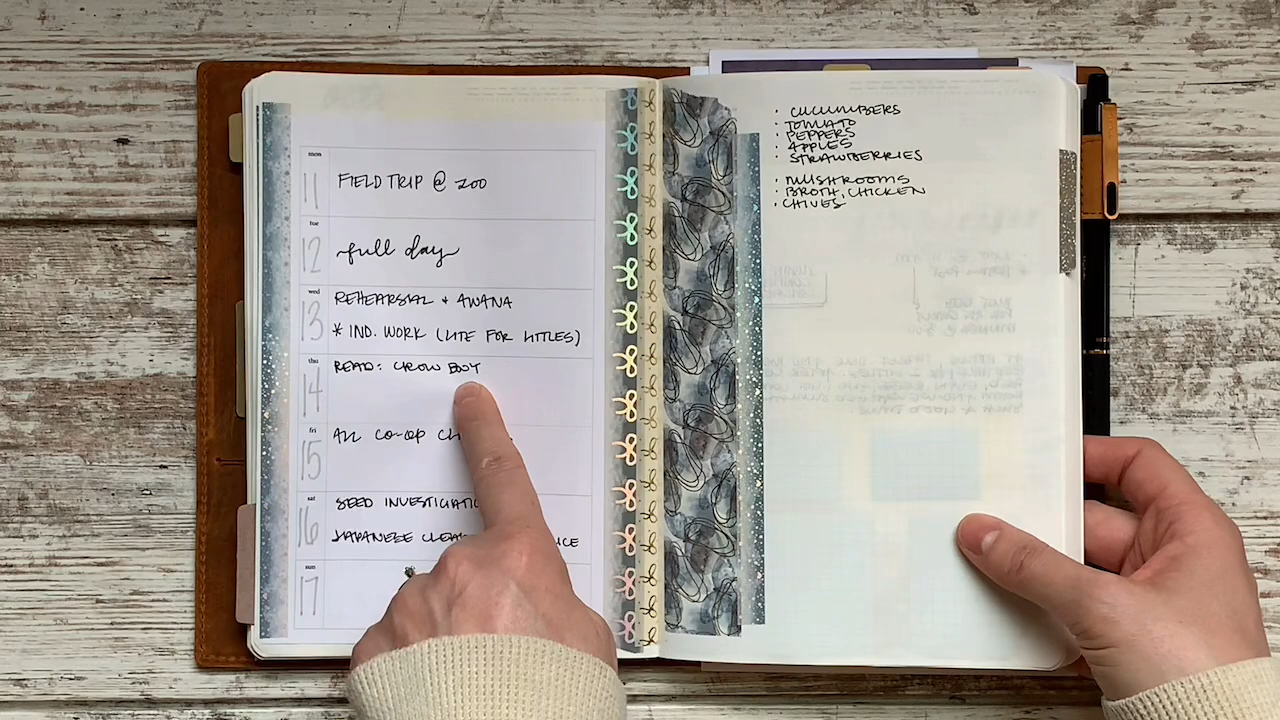 mon
11
FIELD TRIP @ ZOO
tue
12
full day
wed
13
REHEARSAL + AWANA
* IND. WORK (LITE FOR LITTLES)
thu
14
READ: CROW BOY
fri
15
ALL CO-OP
sat
16
SEED
JAPANESE
sun
17
• CUCUMBERS
• TOMATO
• PEPPERS
• APPLES
• STRAWBERRIES
• MUSHROOMS
• BROTH, CHICKEN
• CHIVES